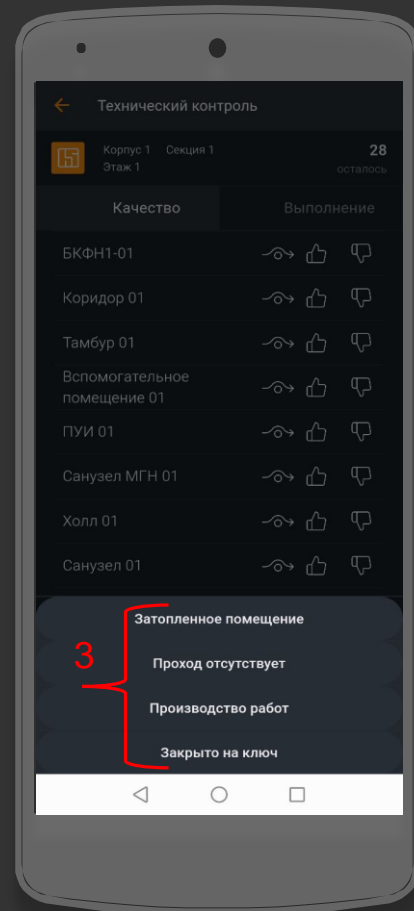 Технический контроль
Корпус 1 Секция 1 28
Этаж 1 осталось
Качество Выполнение
БКФН1-01
Коридор 01
Тамбур 01
Вспомогательное
помещение 01
ПУИ 01
Санузел МГН 01
Холл 01
Санузел 01
Затопленное помещение
3
Проход отсутствует
Производство работ
Закрыто на ключ